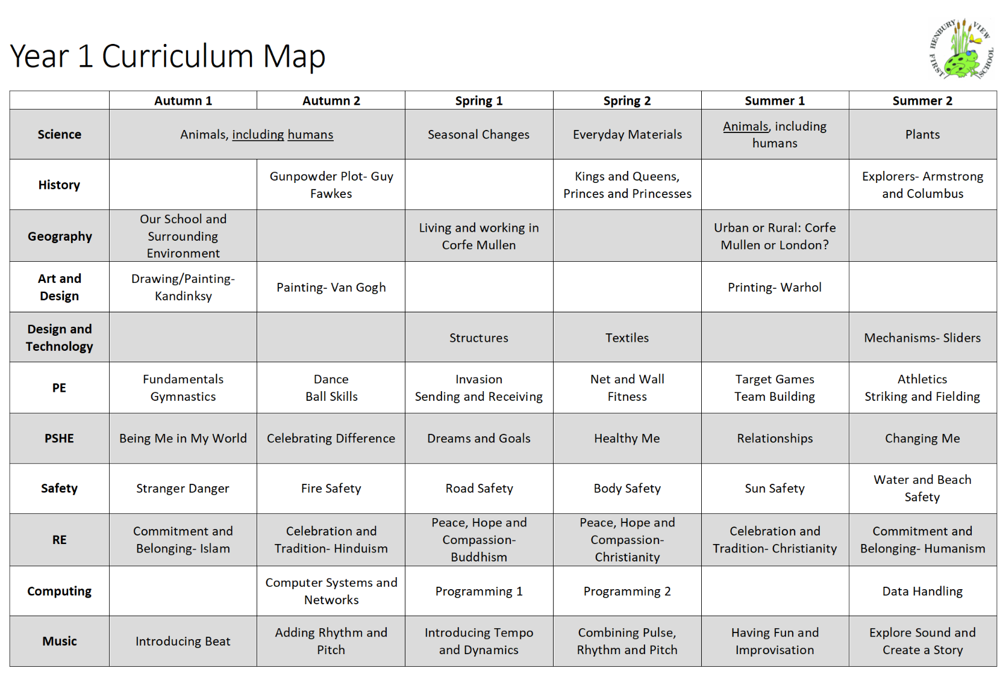 HENBURY VIEW
FIRST SCHOOL
Year 1 Curriculum Map
Autumn 1 Autumn 2 Spring 1 Spring 2 Summer 1 Summer 2
Science
Animals, including humans
Seasonal Changes
Everyday Materials
Animals, including
humans
Plants
History
Gunpowder Plot- Guy
Fawkes
Kings and Queens,
Princes and Princesses
Explorers- Armstrong
and Columbus
Geography
Our School and
Surrounding
Environment
Living and working in
Corfe Mullen
Urban or Rural: Corfe
Mullen or London?
Art and
Design
Drawing/Painting-
Kandinksy
Painting- Van Gogh
Printing- Warhol
Design and
Technology
Structures
Textiles
Mechanisms- Sliders
PE
Fundamentals
Gymnastics
Dance
Ball Skills
Invasion
Sending and Receiving
Net and Wall
Fitness
Target Games
Team Building
Athletics
Striking and Fielding
PSHE
Being Me in My World
Celebrating Difference
Dreams and Goals
Healthy Me
Relationships
Changing Me
Safety
Stranger Danger
Fire Safety
Road Safety
Body Safety
Sun Safety
Water and Beach
Safety
RE
Commitment and
Belonging- Islam
Celebration and
Tradition- Hinduism
Peace, Hope and
Compassion-
Buddhism
Peace, Hope and
Compassion-
Christianity
Celebration and
Tradition- Christianity
Commitment and
Belonging- Humanism
Computing
Computer Systems and
Networks
Programming 1
Programming 2
Data Handling
Music
Introducing Beat
Adding Rhythm and
Pitch
Introducing Tempo
and Dynamics
Combining Pulse,
Rhythm and Pitch
Having Fun and
Improvisation
Explore Sound and
Create a Story